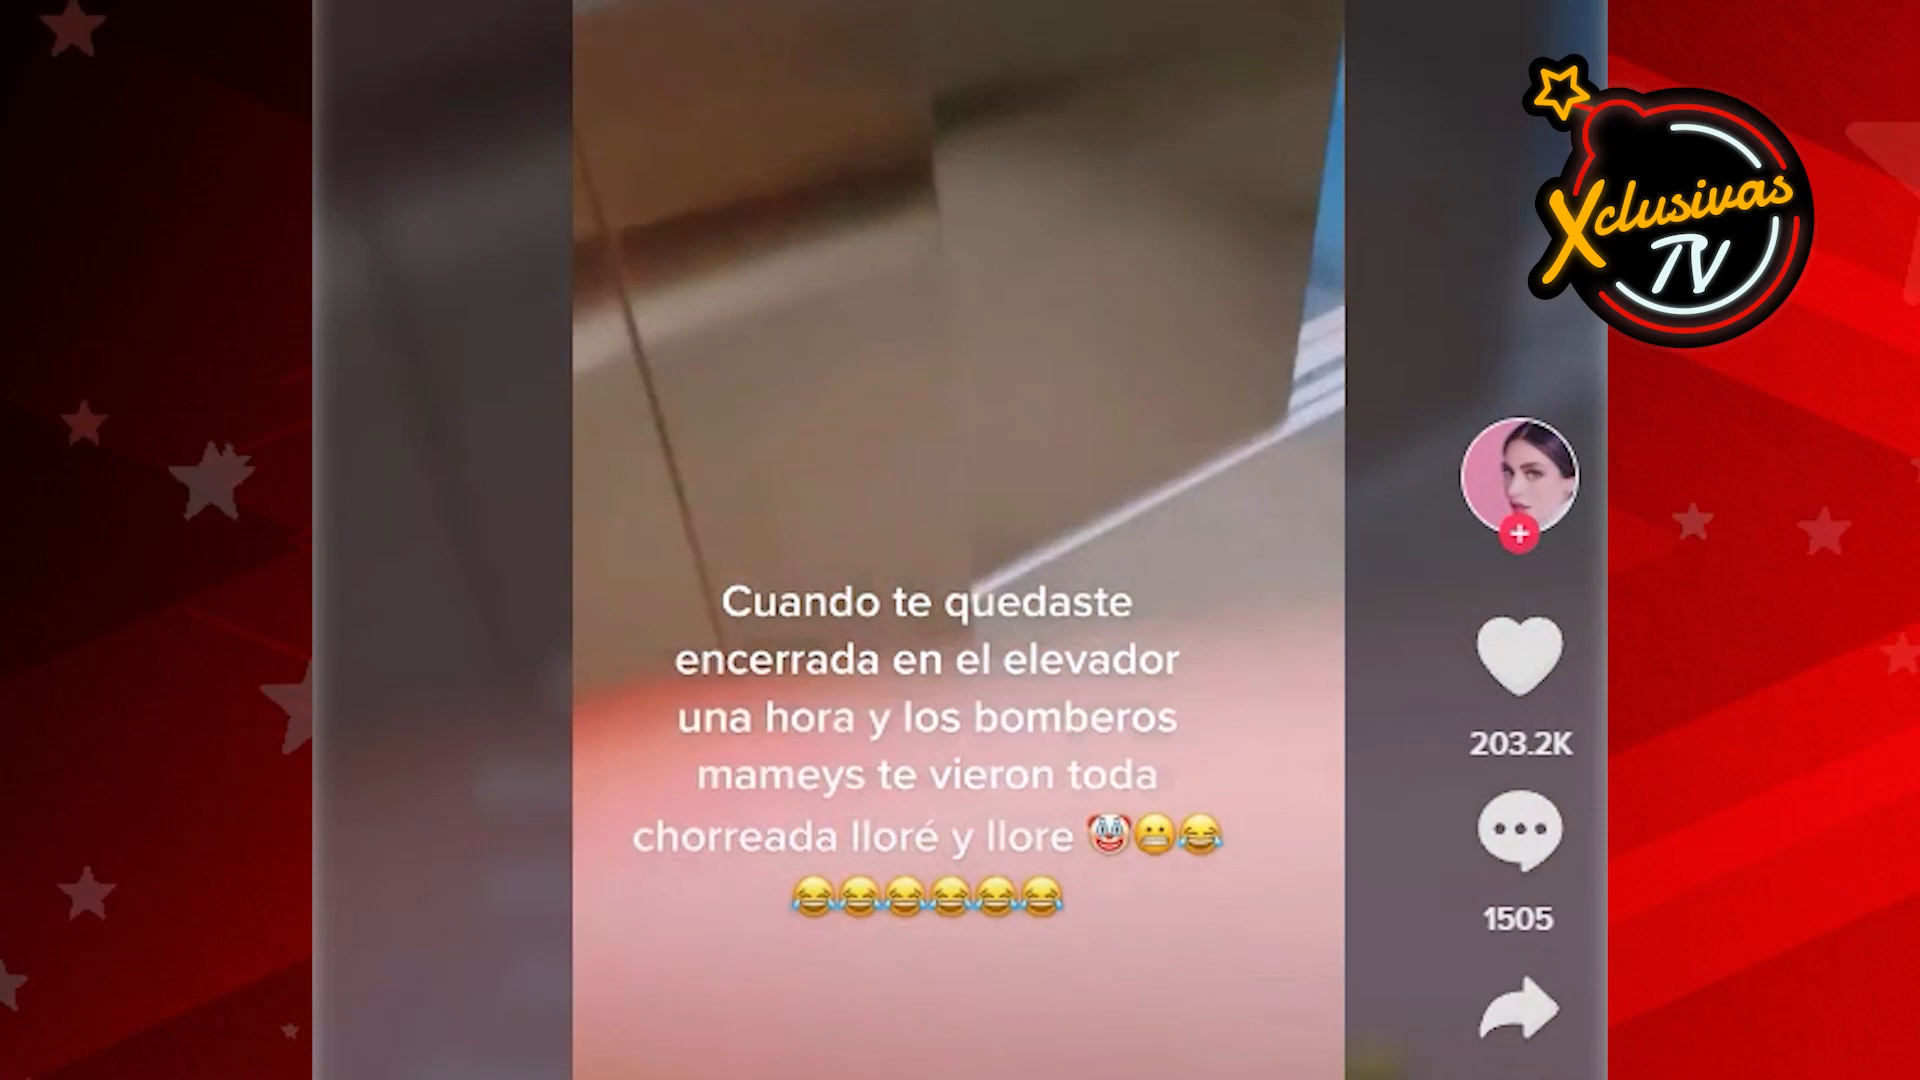 Xclusivas
TV
Cuando te quedaste
encerrada en el elevador
una hora y los bomberos
mameys te vieron toda
chorreada lloré y llore 🤡😬😂
😂😂😂😂😂😂
203.2K
1505